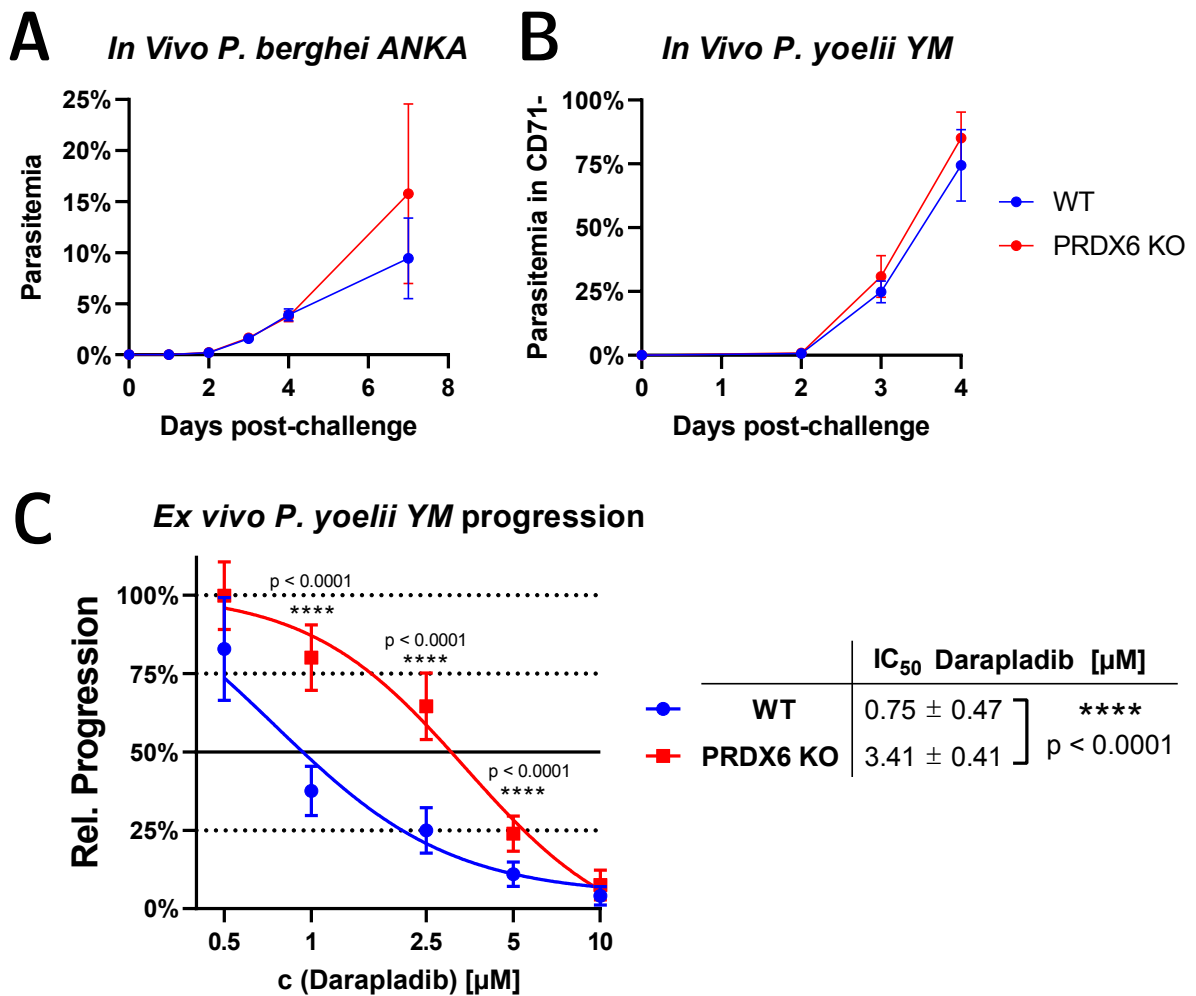 A
In Vivo P. berghei ANKA
25%
20%
15%
10%
5%
0%
Parasitemia
0 2 4 6 8
Days post-challenge
B
In Vivo P. yoelii YM
100%
75%
50%
25%
0%
Parasitemia in CD71-
0 1 2 3 4
Days post-challenge
WT
PRDX6 KO
C
Ex vivo P. yoelii YM progression
100%
75%
50%
25%
0%
Rel. Progression
p < 0.0001
****
p < 0.0001
****
p < 0.0001
****
0.5 1 2.5 5 10
c (Darapladib) [µM]
IC50 Darapladib [µM]
WT 0.75 ± 0.47 ****
PRDX6 KO 3.41 ± 0.41 p < 0.0001